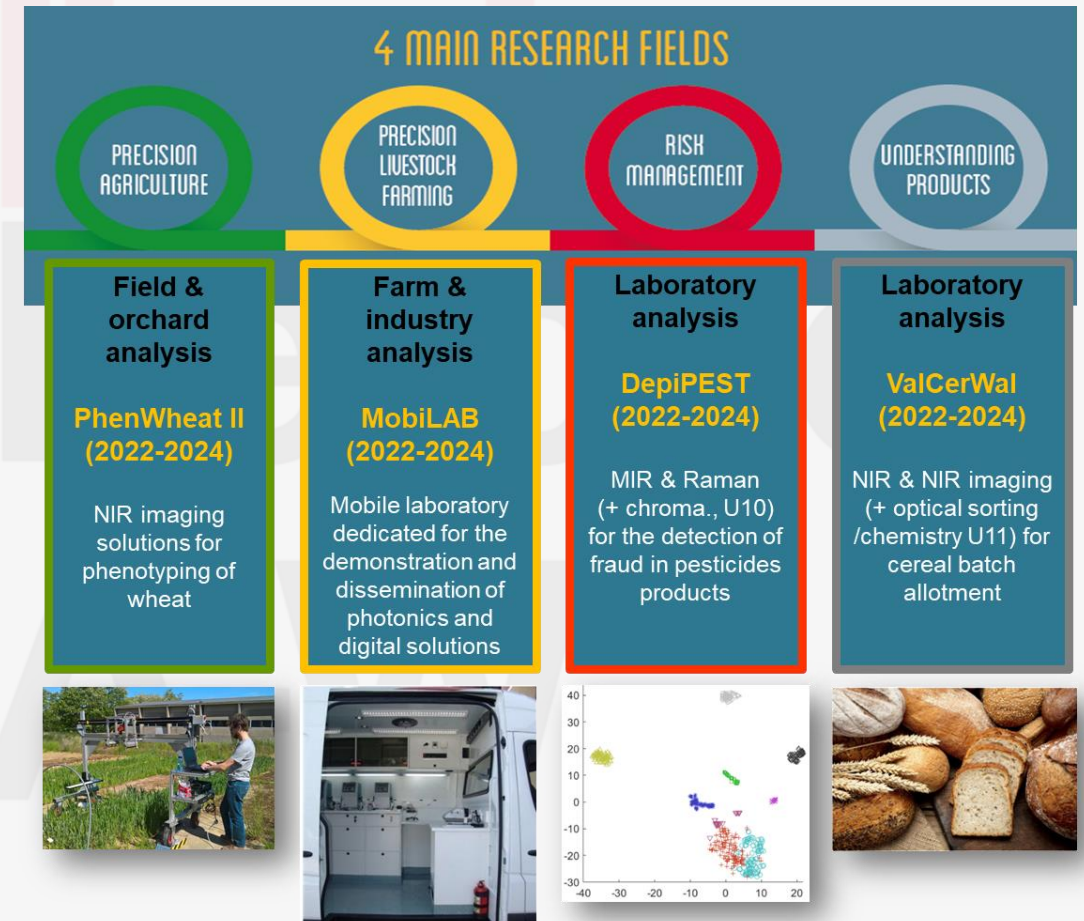 4 MAIN RESEARCH FIELDS
PRECISION
AGRICULTURE
PRECISION
LIVESTOCK
FARMING
RISK
MANAGEMENT
UNDERSTANDING
PRODUCTS
Field &
orchard
analysis
PhenWheat II
(2022-2024)
NIR imaging
solutions for
phenotyping of
wheat
Farm &
industry
analysis
MobiLAB
(2022-2024)
Mobile laboratory
dedicated for the
demonstration and
dissemination of
photonics and
digital solutions
Laboratory
analysis
DepiPEST
(2022-2024)
MIR & Raman
(+ chroma., U10)
for the detection of
fraud in pesticides
products
Laboratory
analysis
ValCerWal
(2022-2024)
NIR & NIR imaging
(+ optical sorting
/chemistry U11) for
cereal batch
allotment
40
30
20
10
0
-10
-20
-30
-40 -30 -20 -10 0 10 20